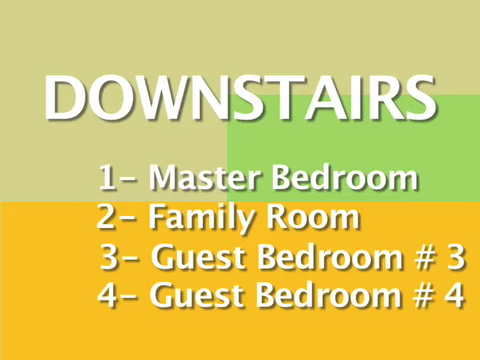 DOWNSTAIRS
1- Master Bedroom
2- Family Room
3- Guest Bedroom # 3
4- Guest Bedroom # 4